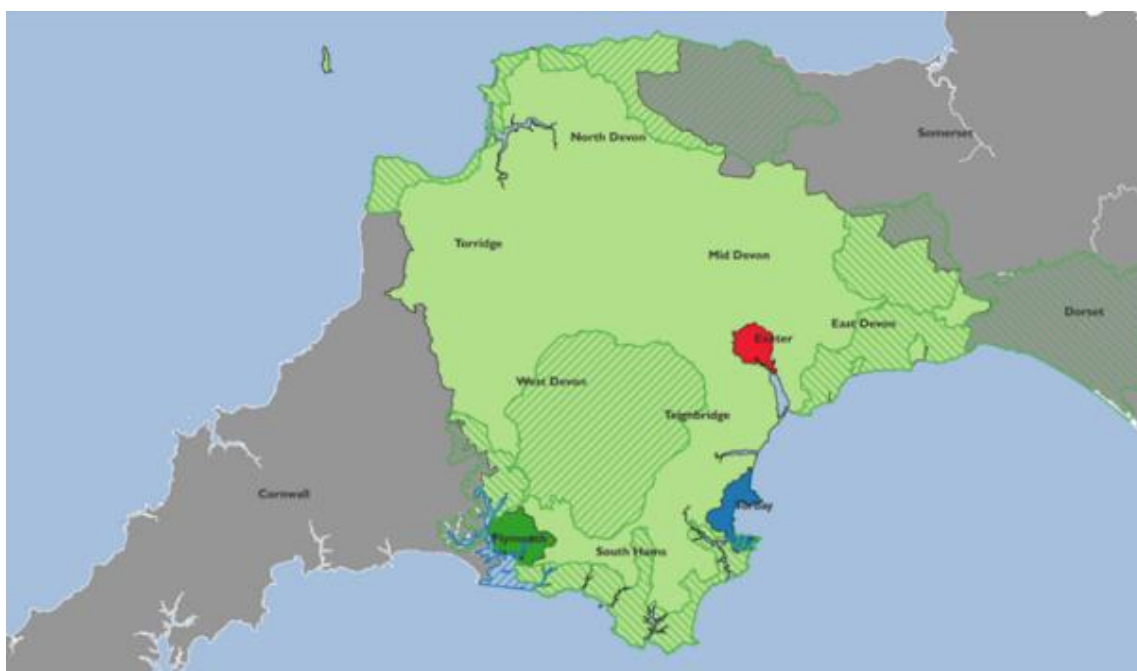 North Devon
Somerset
Torridge
Mid Devon
Dorset
East Devon
Exeter
West Devon
Teignbridge
Cornwall
Torbay
Plymouth
South Hams